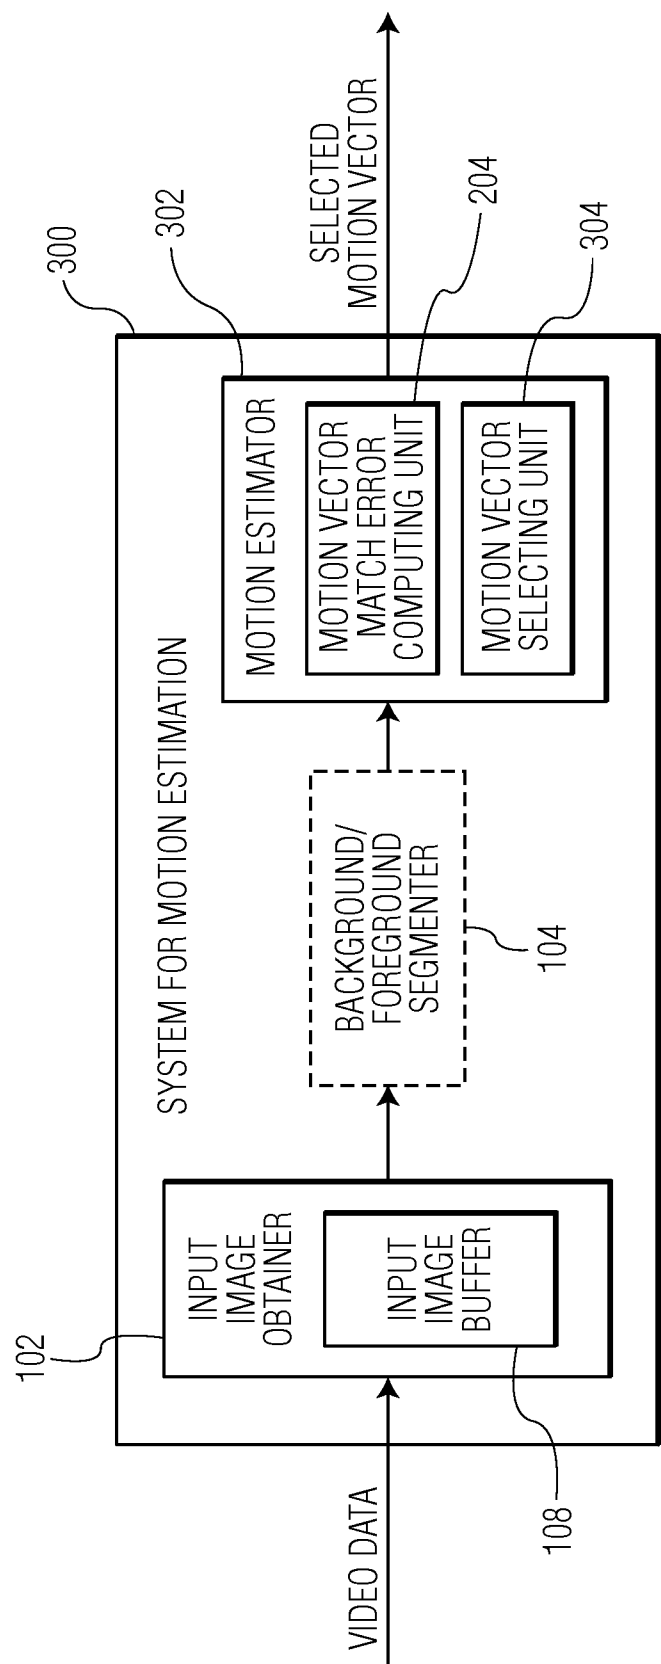 300
SYSTEM FOR MOTION ESTIMATION
VIDEO DATA
102
INPUT
IMAGE
OBTAINER
INPUT
IMAGE
BUFFER
108
BACKGROUND/
FOREGROUND
SEGMENTER
104
302
MOTION ESTIMATOR
MOTION VECTOR
MATCH ERROR
COMPUTING UNIT
204
MOTION VECTOR
SELECTING UNIT
304
SELECTED
MOTION VECTOR